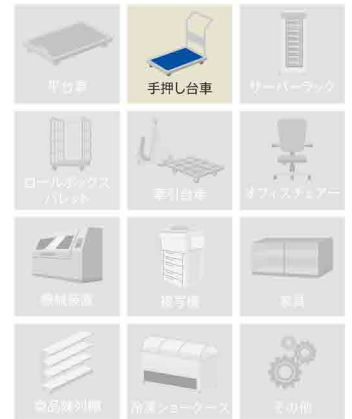 平台車
手押し台車
サーバーラック
ロールボックス
パレット
牽引台車
オフィスチェアー
機械装置
複写機
家具
商品陳列棚
冷凍ショーケース
その他